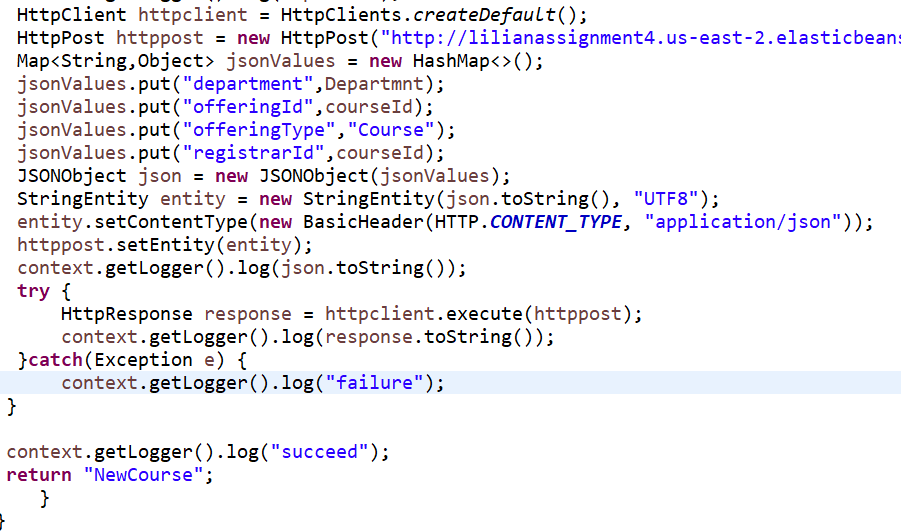 HttpClient httpclient = HttpClients.createDefault();
HttpPost httppost = new HttpPost("http://lilianassignment4.us-east-2.elasticbeans
Map<String,Object> jsonValues = new HashMap<>();
jsonValues.put("department",Departmnt);
jsonValues.put("offeringId",courseId);
jsonValues.put("offeringType","Course");
jsonValues.put("registrarId",courseId);
JSONObject json = new JSONObject(jsonValues);
StringEntity entity = new StringEntity(json.toString(), "UTF8");
entity.setContentType(new BasicHeader(HTTP.CONTENT_TYPE, "application/json"));
httppost.setEntity(entity);
context.getLogger().log(json.toString());
try {
HttpResponse response = httpclient.execute(httppost);
context.getLogger().log(response.toString());
}catch(Exception e) {
context.getLogger().log("failure");
}
context.getLogger().log("succeed");
return "NewCourse";
}
}